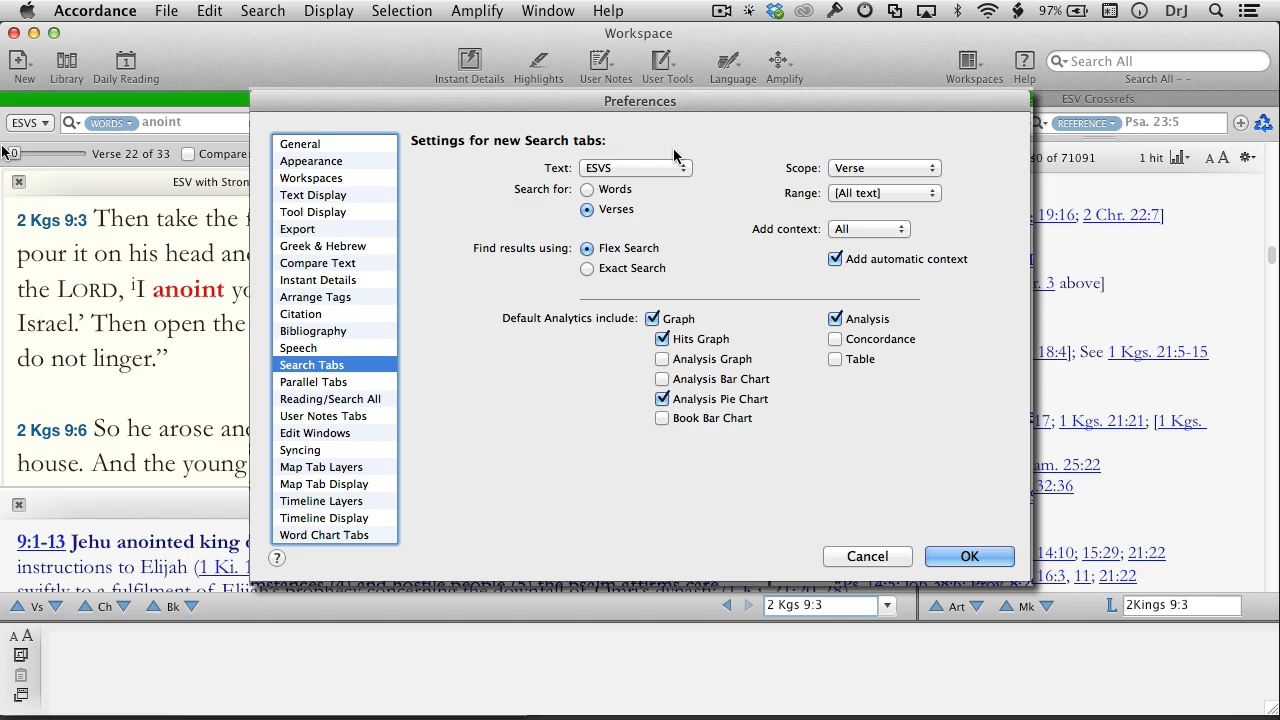 Accordance File Edit Search Display Selection Amplify Window Help 97% DrJ
Workspace
New Library Daily Reading Instant Details Highlights User Notes User Tools Language Amplify Workspaces Help Search All
Search All - -
ESV Crossrefs
ESVS WORDS anoint
REFERENCE Psa. 23:5
Verse 22 of 33 Compare
of 71091 1 hit A A
ESV with Stron
2 Kgs 9:3 Then take the f
pour it on his head and
the LORD, i I anoint yo
Israel.’ Then open the
do not linger.”
2 Kgs 9:6 So he arose and
house. And the young
9:1-13 Jehu anointed king o
instructions to Elijah (1 Ki. 1
Preferences
General
Appearance
Workspaces
Text Display
Tool Display
Export
Greek & Hebrew
Compare Text
Instant Details
Arrange Tags
Citation
Bibliography
Speech
Search Tabs
Parallel Tabs
Reading/Search All
User Notes Tabs
Edit Windows
Syncing
Map Tab Layers
Map Tab Display
Timeline Layers
Timeline Display
Word Chart Tabs
?
Settings for new Search tabs:
Text: ESVS
Search for: Words
Verses
Find results using: Flex Search
Exact Search
Scope: Verse
Range: [All text]
Add context: All
Add automatic context
Default Analytics include: Graph
Hits Graph
Analysis Graph
Analysis Bar Chart
Analysis Pie Chart
Book Bar Chart
Analysis
Concordance
Table
Cancel OK
19:16; 2 Chr. 22:7]
3 above]
18:4]; See 1 Kgs. 21:5-15
17; 1 Kgs. 21:21; [1 Kgs.
am. 25:22
32:36
14:10; 15:29; 21:22
16:3, 11; 21:22
Vs Ch Bk 2 Kgs 9:3 Art Mk 2Kings 9:3
A A